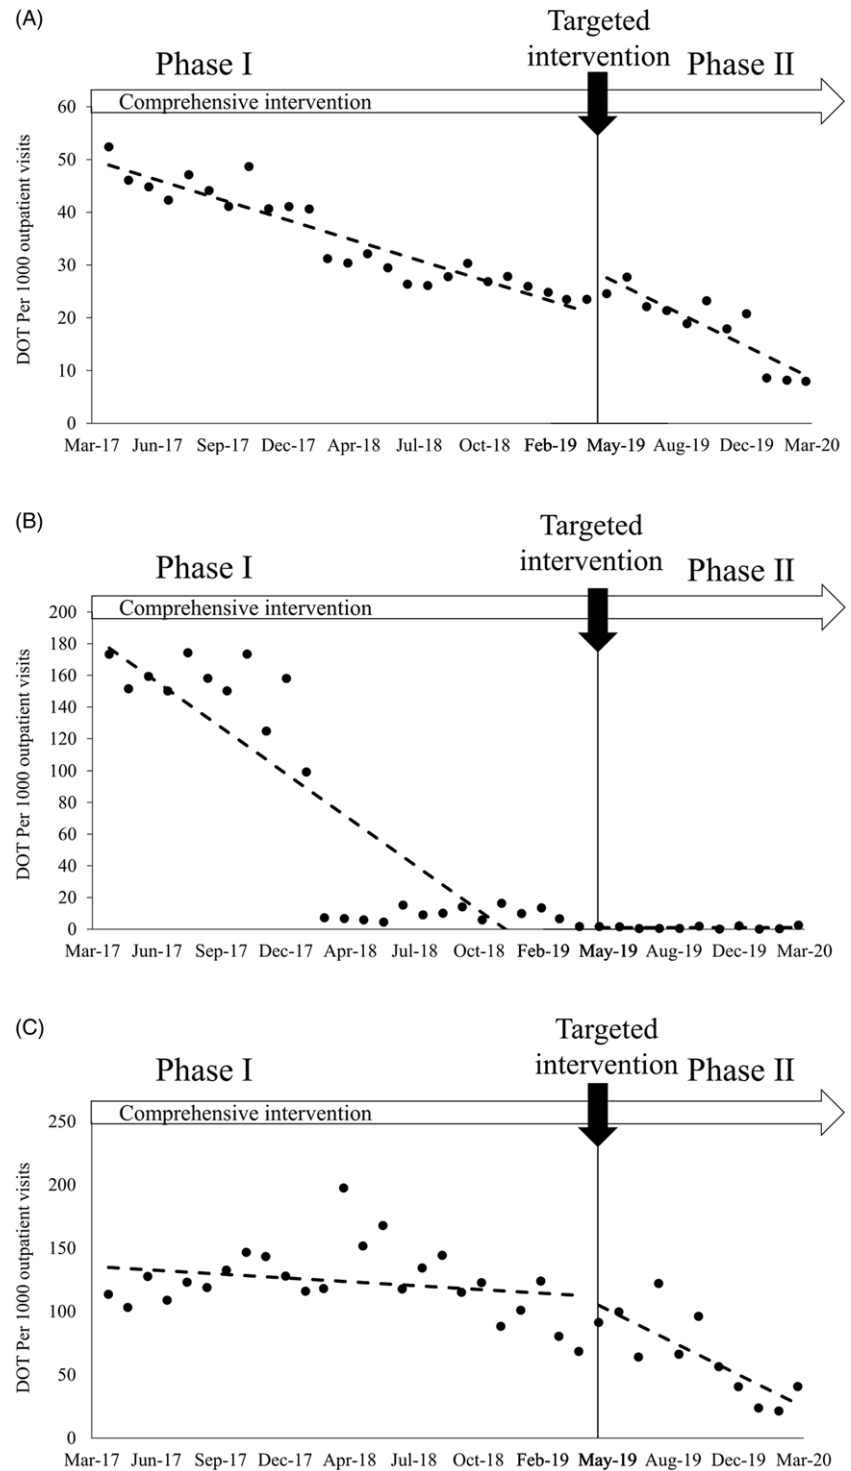 (A)
Targeted
intervention
Phase I
Phase II
Comprehensive intervention
DOT Per 1000 outpatient visits
60
50
40
30
20
10
0
Mar-17 Jun-17 Sep-17 Dec-17 Apr-18 Jul-18 Oct-18 Feb-19 May-19 Aug-19 Dec-19 Mar-20
(B)
Targeted
intervention
Phase I
Phase II
Comprehensive intervention
DOT Per 1000 outpatient visits
200
180
160
140
120
100
80
60
40
20
0
Mar-17 Jun-17 Sep-17 Dec-17 Apr-18 Jul-18 Oct-18 Feb-19 May-19 Aug-19 Dec-19 Mar-20
(C)
Targeted
intervention
Phase I
Phase II
Comprehensive intervention
DOT Per 1000 outpatient visits
250
200
150
100
50
0
Mar-17 Jun-17 Sep-17 Dec-17 Apr-18 Jul-18 Oct-18 Feb-19 May-19 Aug-19 Dec-19 Mar-20